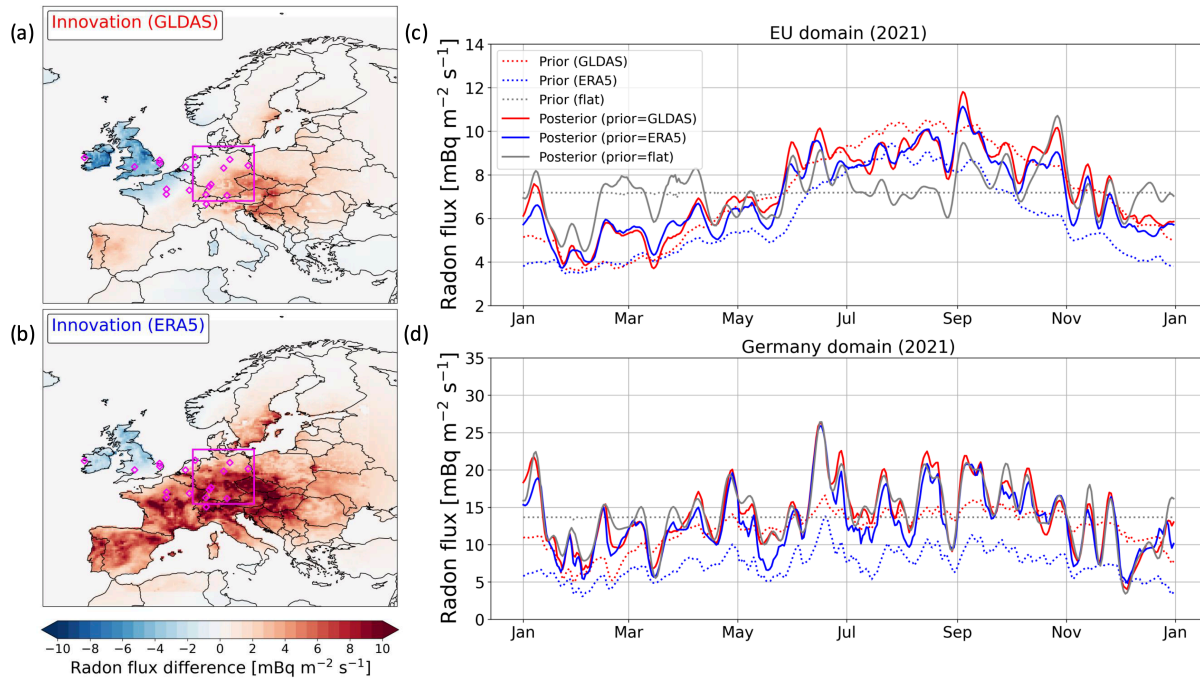 (a)
Innovation (GLDAS)
(b)
Innovation (ERA5)
−10 −8 −6 −4 −2 0 2 4 6 8 10
Radon flux difference [mBq m⁻² s⁻¹]
(c)
EU domain (2021)
Radon flux [mBq m⁻² s⁻¹]
14
12
10
8
6
4
2
Prior (GLDAS)
Prior (ERA5)
Prior (flat)
Posterior (prior=GLDAS)
Posterior (prior=ERA5)
Posterior (prior=flat)
Jan Mar May Jul Sep Nov Jan
(d)
Germany domain (2021)
Radon flux [mBq m⁻² s⁻¹]
35
30
25
20
15
10
5
0
Jan Mar May Jul Sep Nov Jan